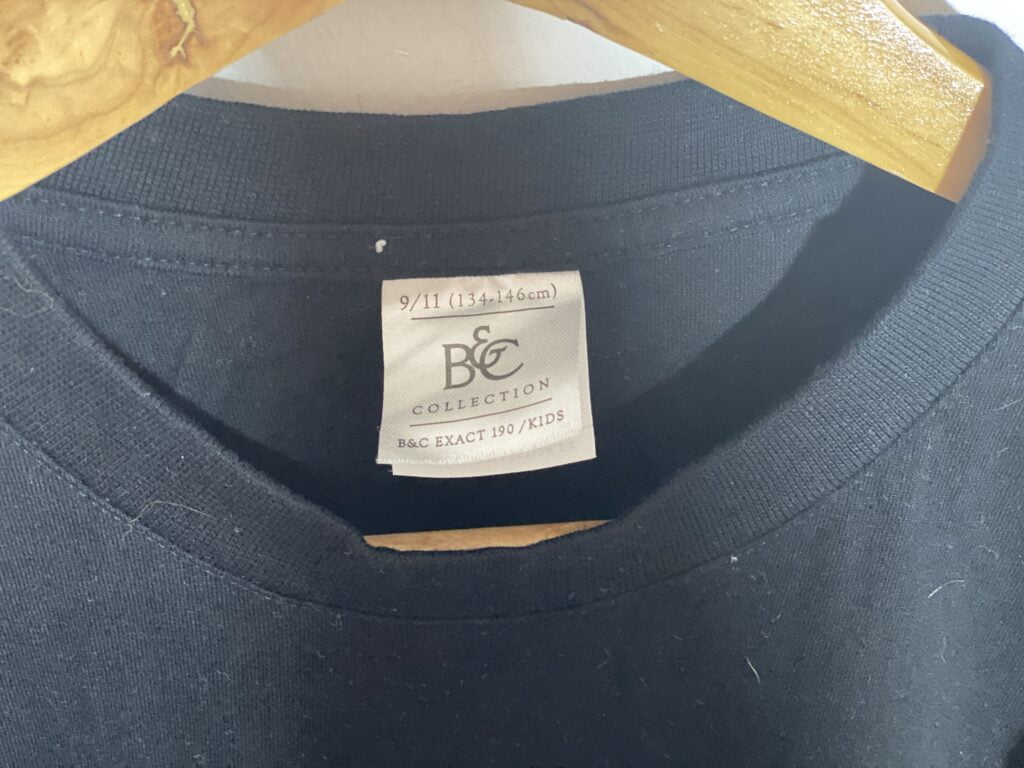 9/11 (134-146cm)
B&C
COLLECTION
B&C EXACT 190 / KIDS